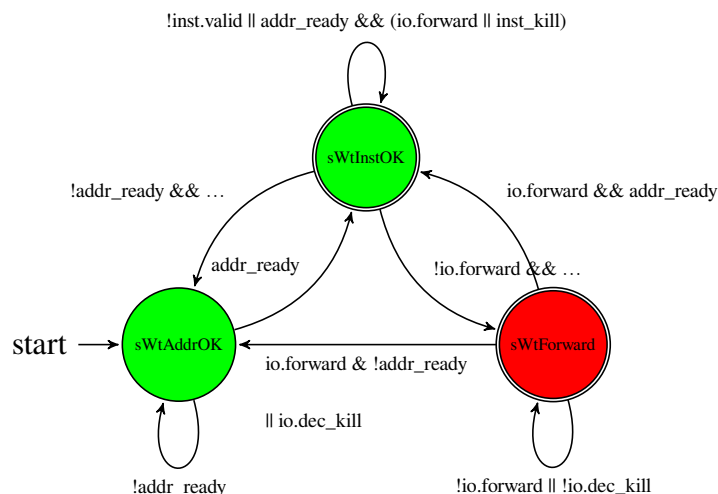 !inst.valid || addr_ready && (io.forward || inst_kill)
sWtInstOK
!addr_ready && …
io.forward && addr_ready
addr_ready
!io.forward && …
start
sWtAddrOK
sWtForward
io.forward & !addr_ready
|| io.dec_kill
!addr_ready
!io.forward || !io.dec_kill